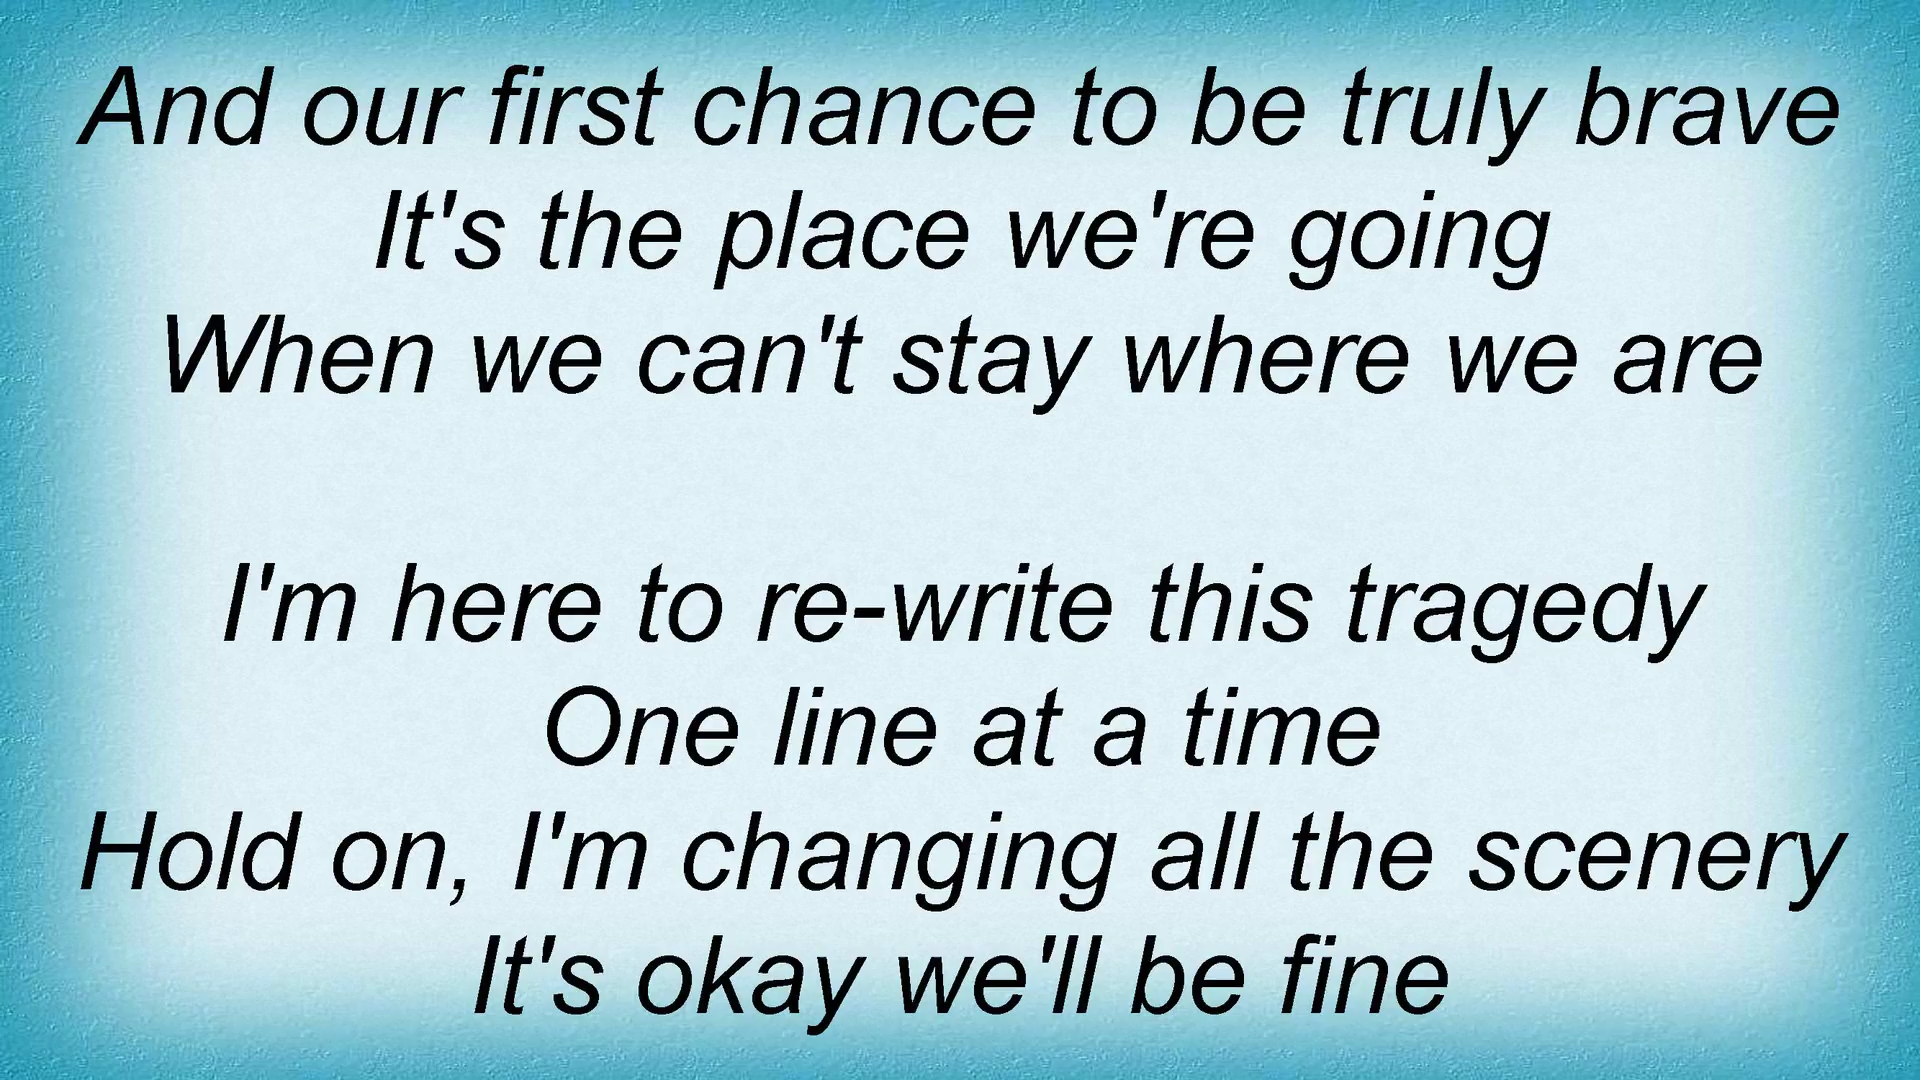 And our first chance to be truly brave
It's the place we're going
When we can't stay where we are
I'm here to re-write this tragedy
One line at a time
Hold on, I'm changing all the scenery
It's okay we'll be fine